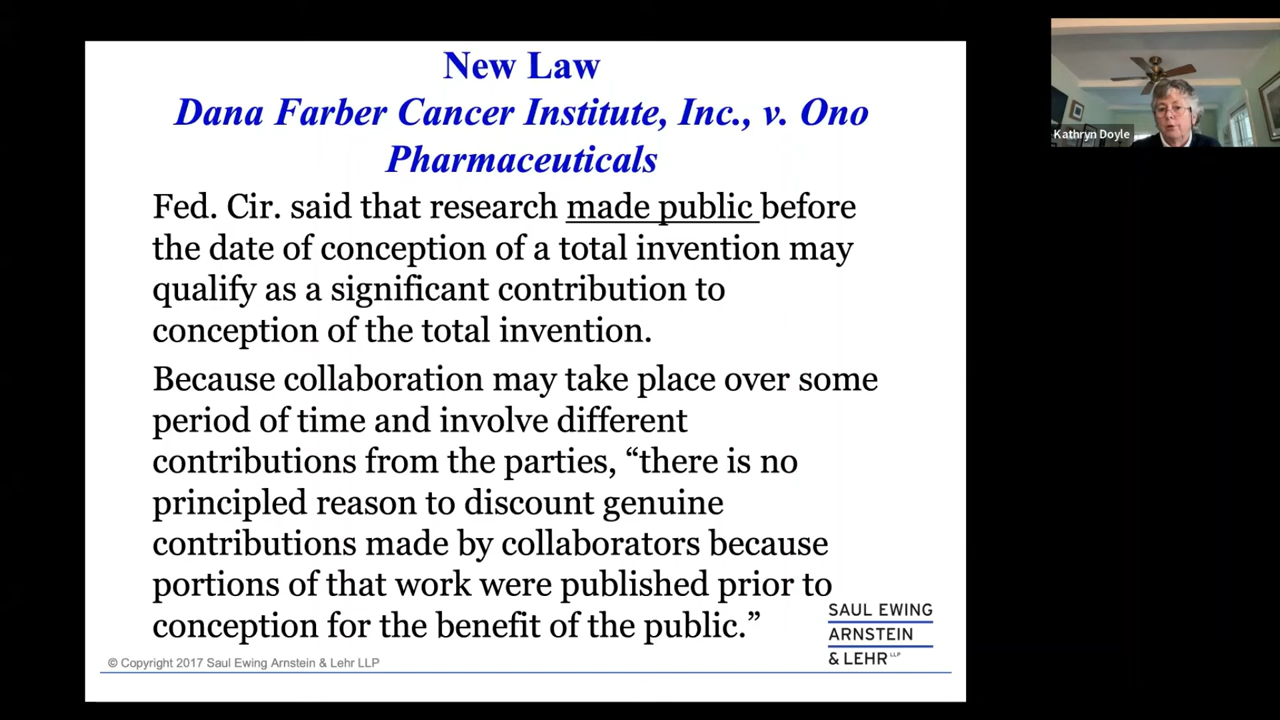 New Law
Dana Farber Cancer Institute, Inc., v. Ono
Pharmaceuticals
Fed. Cir. said that research made public before
the date of conception of a total invention may
qualify as a significant contribution to
conception of the total invention.
Because collaboration may take place over some
period of time and involve different
contributions from the parties, “there is no
principled reason to discount genuine
contributions made by collaborators because
portions of that work were published prior to
conception for the benefit of the public.”
SAUL EWING
ARNSTEIN
& LEHR LLP
© Copyright 2017 Saul Ewing Arnstein & Lehr LLP
Kathryn Doyle